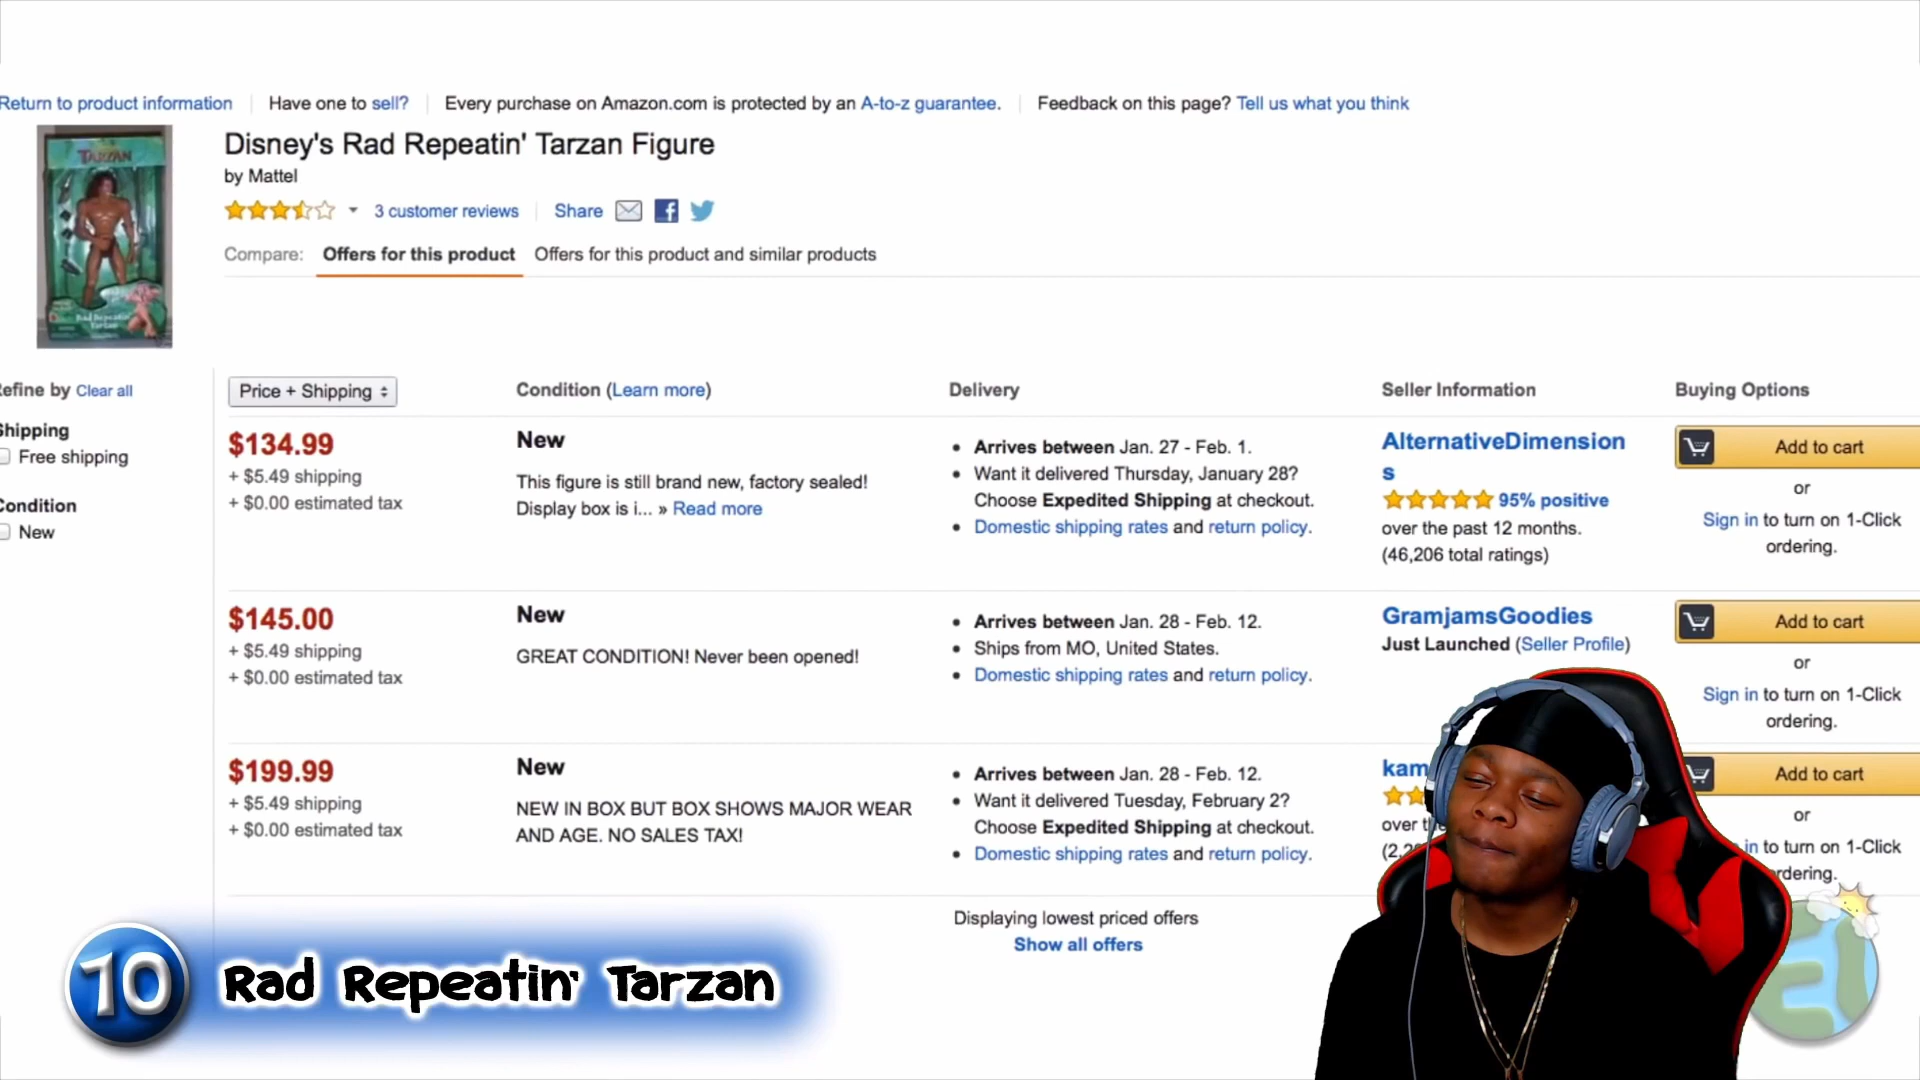 Return to product information
Have one to sell?
Every purchase on Amazon.com is protected by an A-to-z guarantee.
Feedback on this page? Tell us what you think
TARZAN
Rad Repeatin'
Tarzan
Disney's Rad Repeatin' Tarzan Figure
by Mattel
3 customer reviews
Share
Compare: Offers for this product Offers for this product and similar products
efine by Clear all
Shipping
Free shipping
Condition
New
Price + Shipping
Condition (Learn more)
Delivery
Seller Information
Buying Options
$134.99
+ $5.49 shipping
+ $0.00 estimated tax
New
This figure is still brand new, factory sealed!
Display box is i... » Read more
Arrives between Jan. 27 - Feb. 1.
Want it delivered Thursday, January 28?
Choose Expedited Shipping at checkout.
Domestic shipping rates and return policy.
AlternativeDimension
s
95% positive
over the past 12 months.
(46,206 total ratings)
Add to cart
or
Sign in to turn on 1-Click
ordering.
$145.00
+ $5.49 shipping
+ $0.00 estimated tax
New
GREAT CONDITION! Never been opened!
Arrives between Jan. 28 - Feb. 12.
Ships from MO, United States.
Domestic shipping rates and return policy.
GramjamsGoodies
Just Launched (Seller Profile)
Add to cart
or
Sign in to turn on 1-Click
ordering.
$199.99
+ $5.49 shipping
+ $0.00 estimated tax
New
NEW IN BOX BUT BOX SHOWS MAJOR WEAR
AND AGE. NO SALES TAX!
Arrives between Jan. 28 - Feb. 12.
Want it delivered Tuesday, February 2?
Choose Expedited Shipping at checkout.
Domestic shipping rates and return policy.
kam
over
Add to cart
or
in to turn on 1-Click
rdering.
Displaying lowest priced offers
Show all offers
10 Rad Repeatin' Tarzan